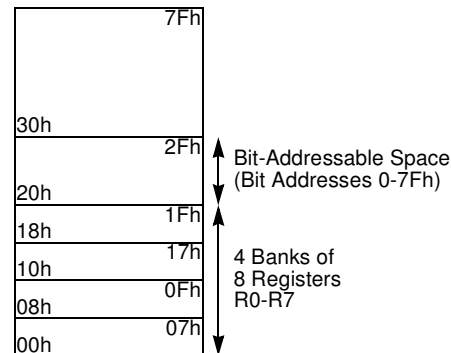 7Fh
30h
2Fh
Bit-Addressable Space
(Bit Addresses 0-7Fh)
20h
1Fh
18h
17h
4 Banks of
8 Registers
R0-R7
10h
0Fh
08h
07h
00h